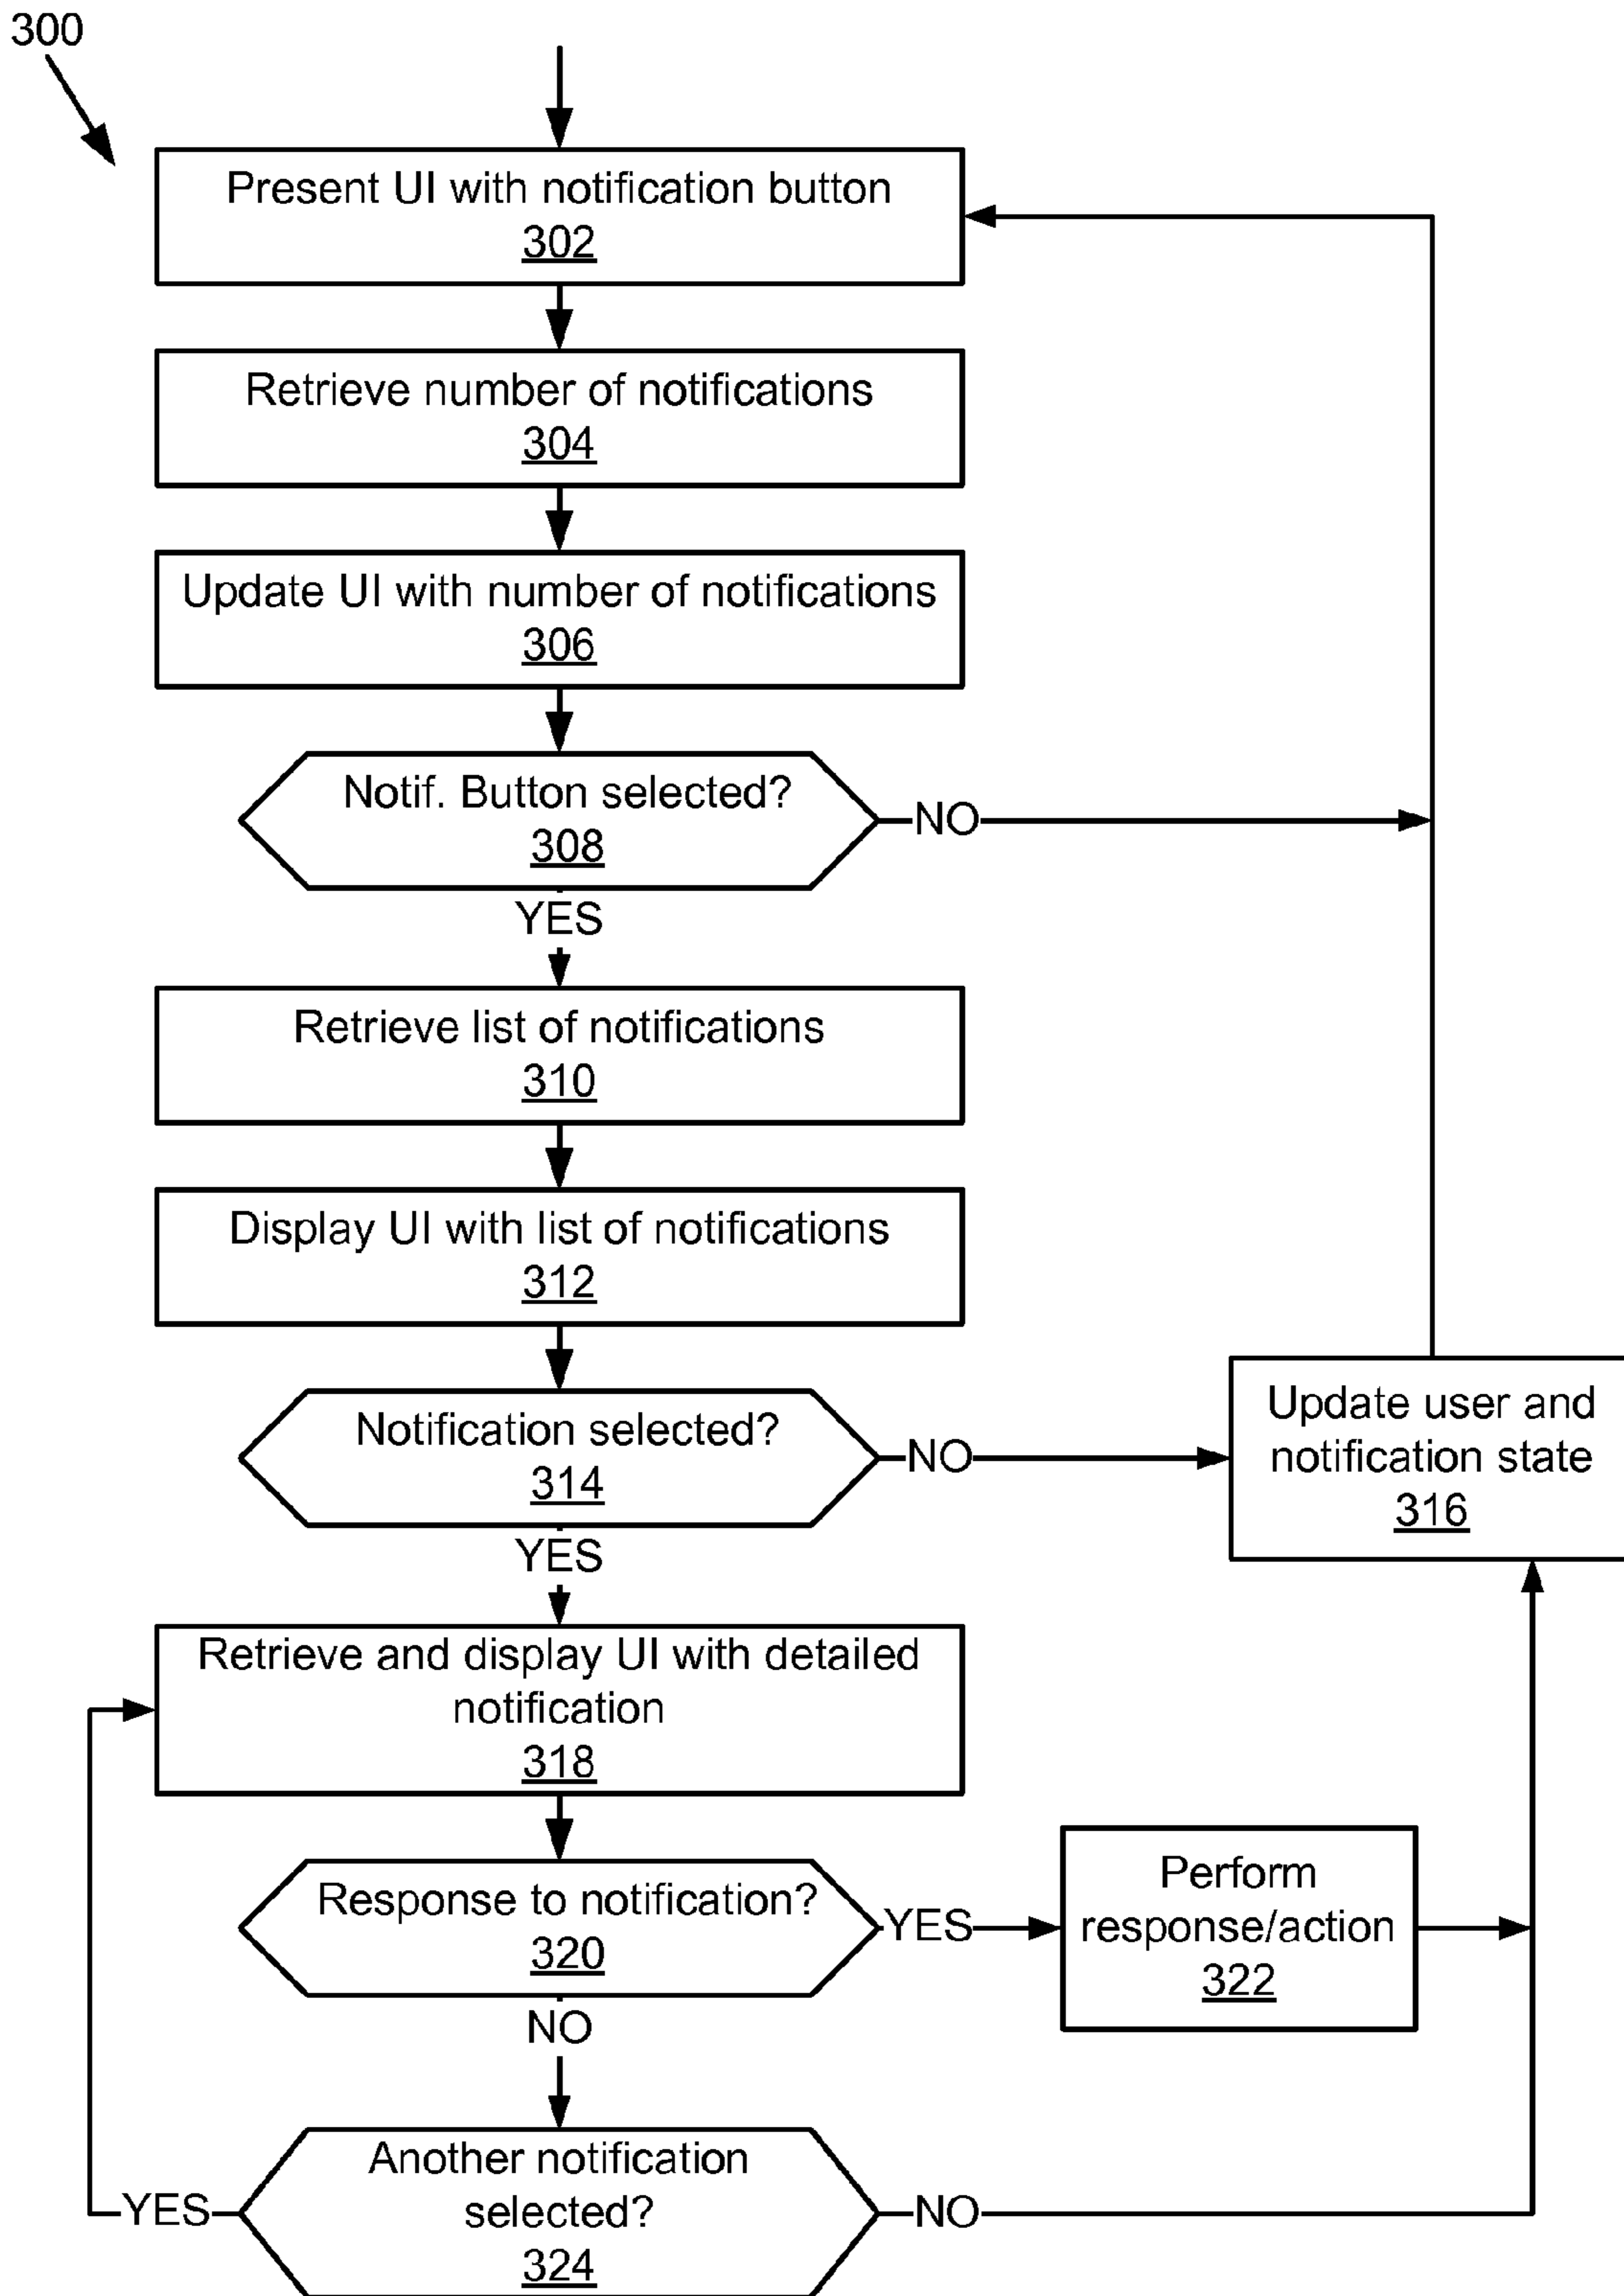 300
Present UI with notification button
302
Retrieve number of notifications
304
Update UI with number of notifications
306
Notif. Button selected?
308
NO
YES
Retrieve list of notifications
310
Display UI with list of notifications
312
Notification selected?
314
NO
Update user and
notification state
316
YES
Retrieve and display UI with detailed
notification
318
Response to notification?
320
YES
Perform
response/action
322
NO
Another notification
selected?
324
YES
NO